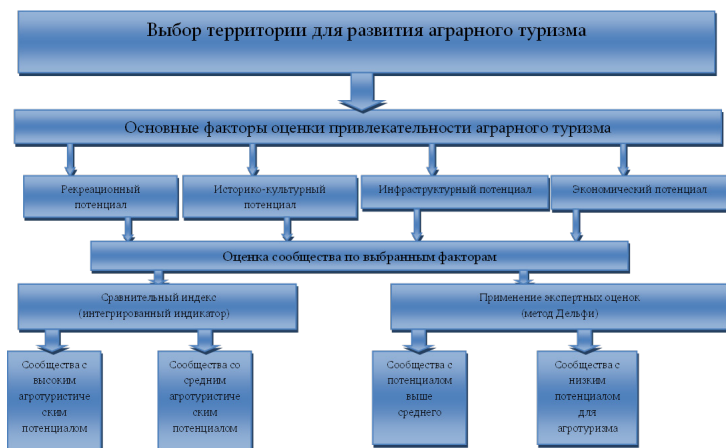 Выбор территории для развития аграрного туризма
Основные факторы оценки привлекательности аграрного туризма
Рекреационный
потенциал
Историко-культурный
потенциал
Инфраструктурный потенциал
Экономический потенциал
Оценка сообщества по выбранным факторам
Сравнительный индекс
(интегрированный индикатор)
Применение экспертных оценок
(метод Дельфи)
Сообщества с
высоким
агротуристиче
ским
потенциалом
Сообщества со
средним
агротуристиче
ским
потенциалом
Сообщества с
потенциалом
выше
среднего
Сообщества с
низким
потенциалом
для
агротуризма